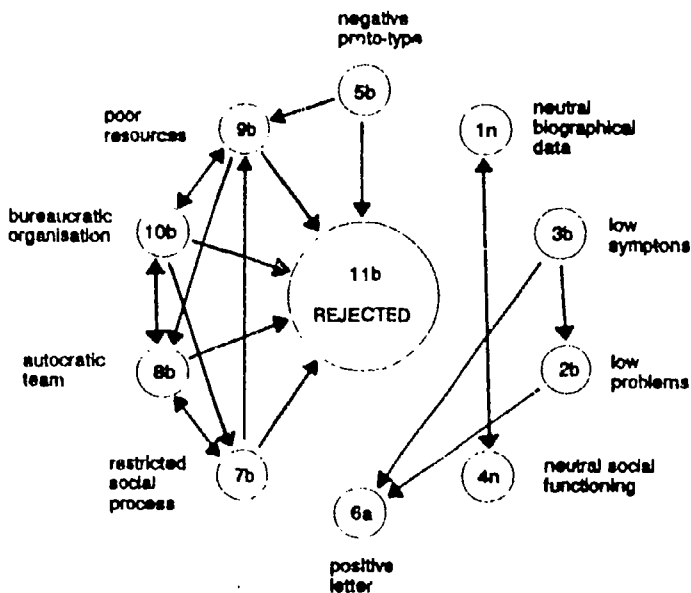 negative
proto-type
5b
poor
resources
9b
1n
neutral
biographical
data
bureaucratic
organisation
10b
3b
low
symptons
11b
REJECTED
autocratic
team
8b
2b
low
problems
restricted
social
process
7b
4n
neutral social
functioning
6a
positive
letter